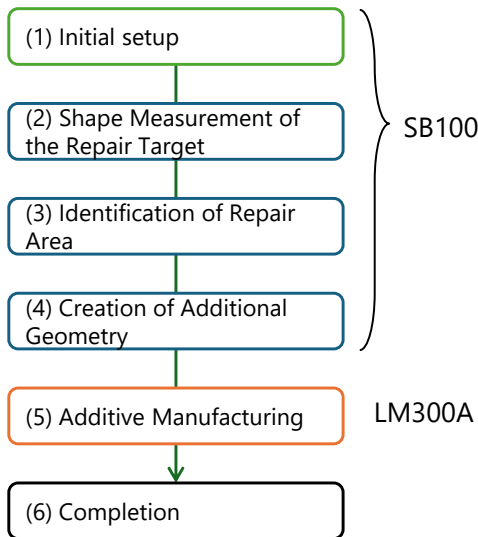 (1) Initial setup
(2) Shape Measurement of
the Repair Target
SB100
(3) Identification of Repair
Area
(4) Creation of Additional
Geometry
(5) Additive Manufacturing
LM300A
(6) Completion